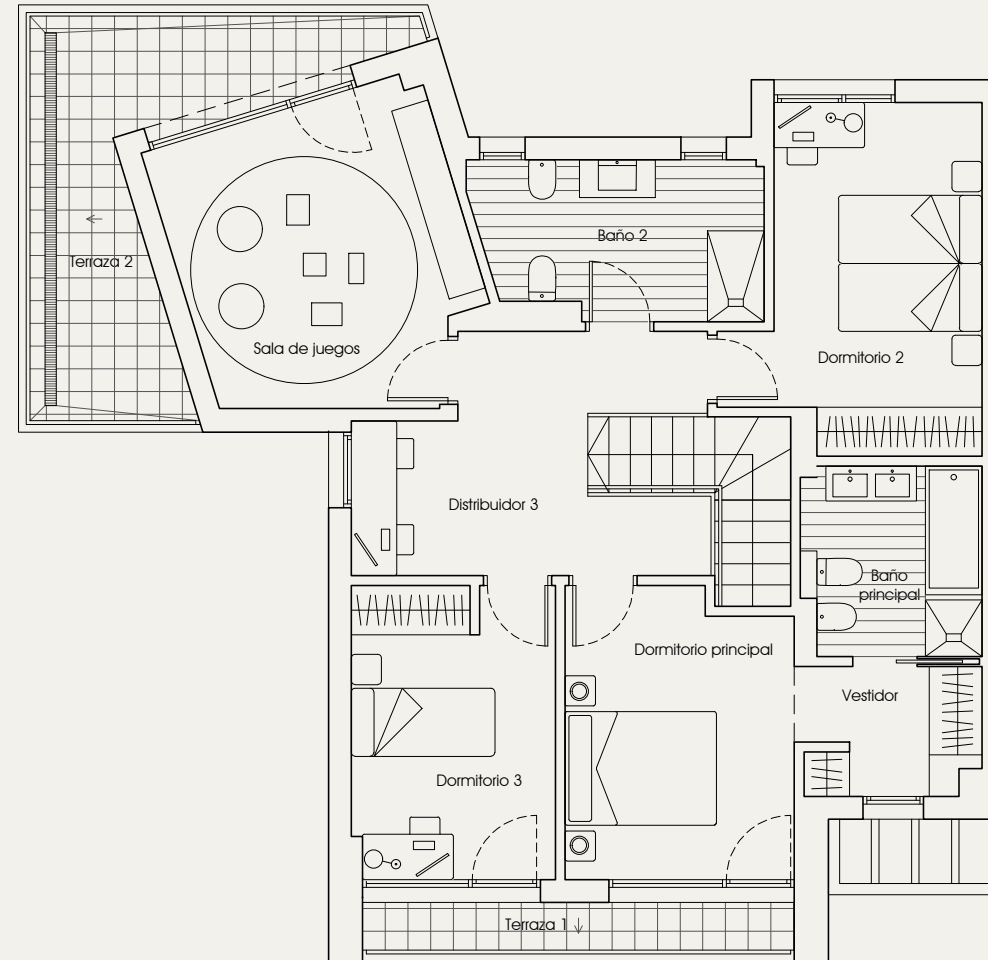 Baño 2
Terraza 2
Sala de juegos
Dormitorio 2
Distribuidor 3
Baño
principal
Dormitorio principal
Vestidor
Dormitorio 3
Terraza 1